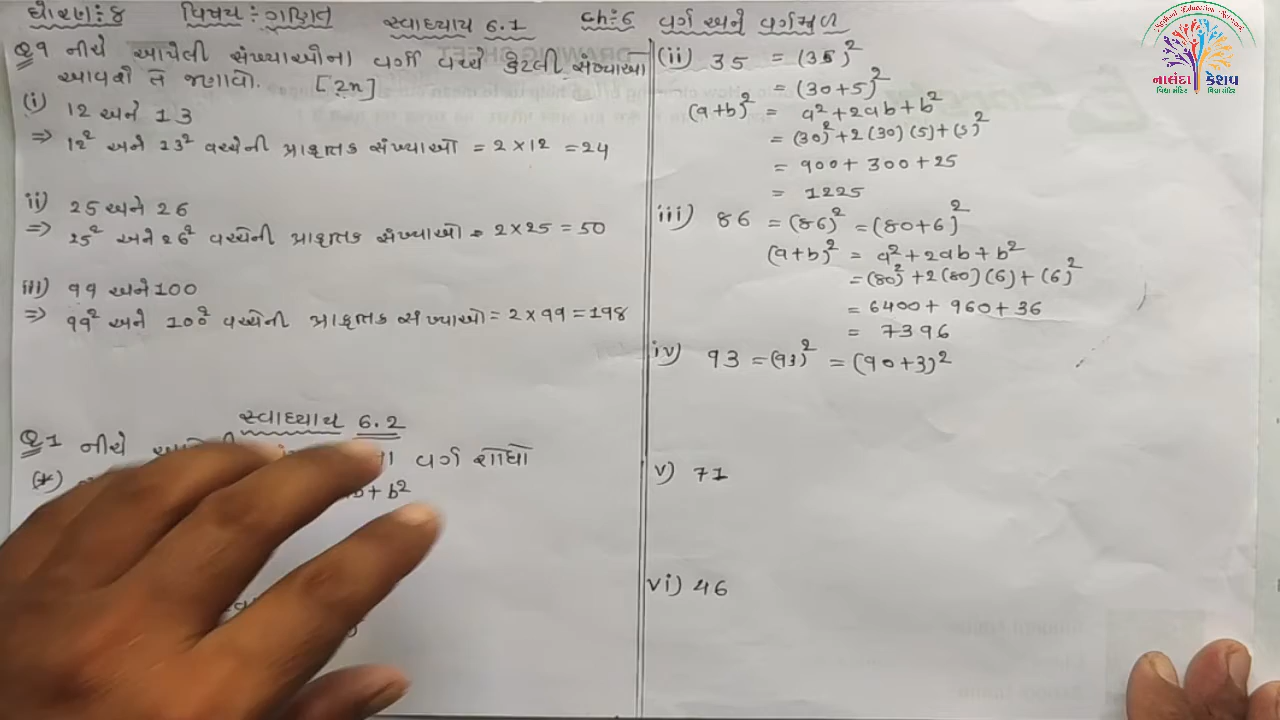 ધોરણ: ૪ વિષય : ગણિત સ્વાધ્યાય 6.1 ch: 6 વર્ગ અને વર્ગમૂળ
Q૧ નીચે આપેલી સંખ્યાઓના વર્ગો વચ્ચે કેટલી સંખ્યાઓ
આવશે તે જણાવો. [2n]
(i) 12 અને 13
⇒ 12² અને 13² વચ્ચેની પ્રાકૃતિક સંખ્યાઓ = 2 × 12 = 24
ii) 25 અને 26
⇒ 25² અને 26² વચ્ચેની પ્રાકૃતિક સંખ્યાઓ = 2 × 25 = 50
iii) ૧૧ અને 100
⇒ ૧૧² અને 100² વચ્ચેની પ્રાકૃતિક સંખ્યાઓ = 2 × ૧૧ = 198
સ્વાધ્યાય 6.2
Q1 નીચે વર્ગ શોધો
(*)
+ b²
(ii) 35 = (35)²
= (30+5)²
(a+b)² = a² + 2ab + b²
= (30)² + 2(30)(5) + (5)²
= 900 + 300 + 25
= 1225
iii) 86 = (86)² = (80+6)²
(a+b)² = a² + 2ab + b²
= (80)² + 2(80)(6) + (6)²
= 6400 + 960 + 36
= 7396
iv) 93 = (93)² = (90+3)²
v) 71
vi) 46
નાલંદા કેશવ
વિદ્યામંદિર વિદ્યામંદિર